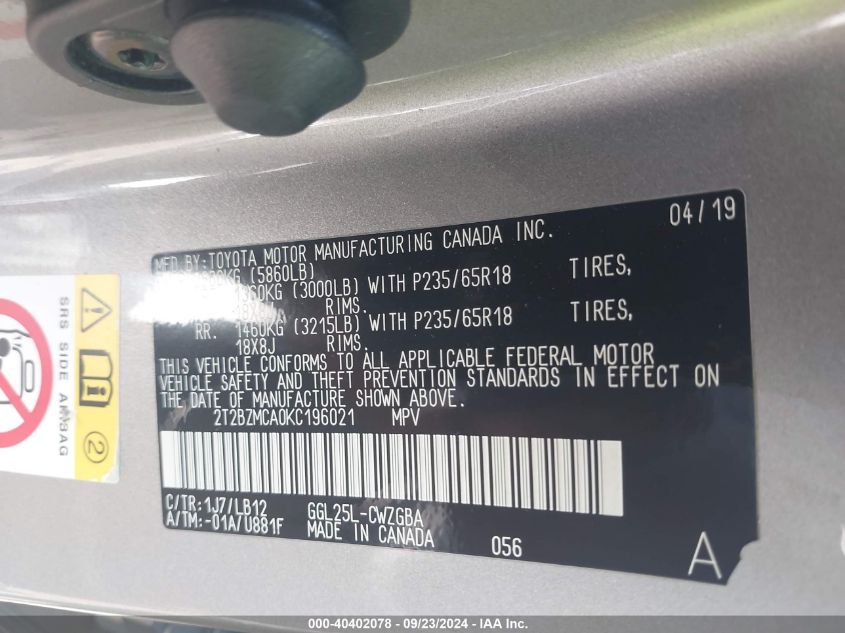 04/19
MFD.BY:TOYOTA MOTOR MANUFACTURING CANADA INC.
(5860LB)
(3000LB) WITH P235/65R18 TIRES,
RIMS.
RR. 1460KG (3215LB) WITH P235/65R18 TIRES,
18X8J RIMS.
THIS VEHICLE CONFORMS TO ALL APPLICABLE FEDERAL MOTOR
VEHICLE SAFETY AND THEFT PREVENTION STANDARDS IN EFFECT ON
THE DATE OF MANUFACTURE SHOWN ABOVE.
2T2BZMCA0KC196021 MPV
C/TR:1J7/LB12 GGL25L-CWZGBA
A/TM:-01A/U881F MADE IN CANADA
056
A
SRS SIDE AIRBAG
2
000-40402078 - 09/23/2024 - IAA Inc.